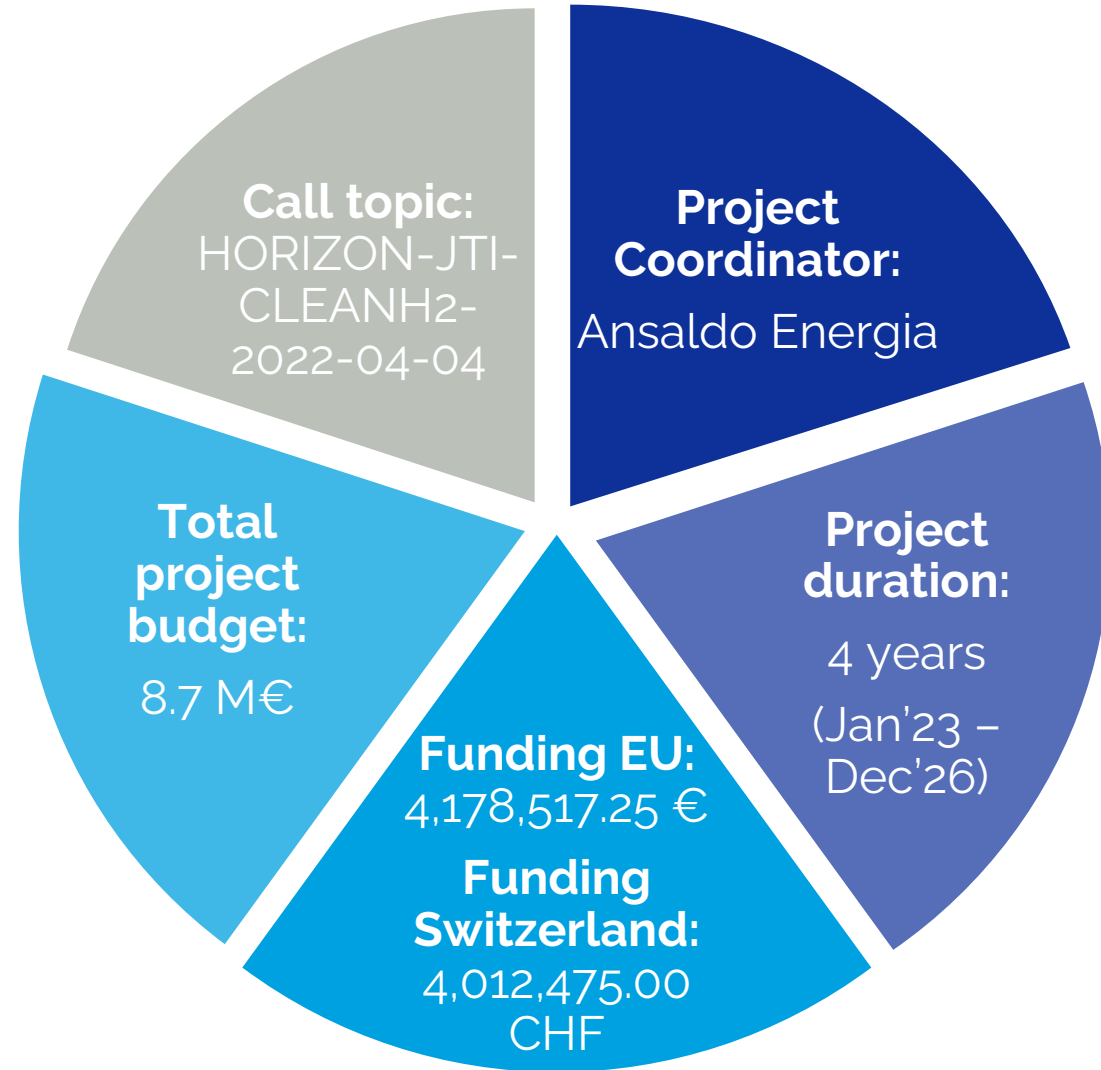 Call topic:
HORIZON-JTI-
CLEANH2-
2022-04-04
Project
Coordinator:
Ansaldo Energia
Project
duration:
4 years
(Jan’23 –
Dec’26)
Funding EU:
4,178,517.25 €
Funding
Switzerland:
4,012,475.00
CHF
Total
project
budget:
8.7 M€